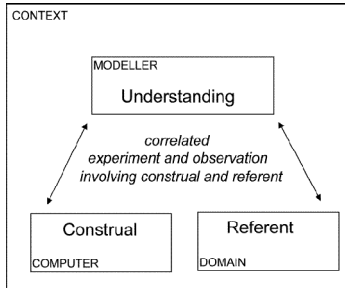 CONTEXT
MODELLER
Understanding
correlated
experiment and observation
involving construal and referent
Construal
COMPUTER
Referent
DOMAIN